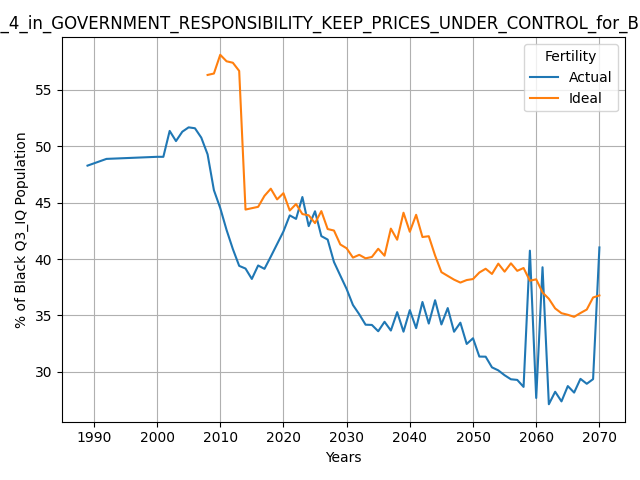 _4_in_GOVERNMENT_RESPONSIBILITY_KEEP_PRICES_UNDER_CONTROL_for_B
Fertility
Actual
Ideal
% of Black Q3_IQ Population
55
50
45
40
35
30
1990 2000 2010 2020 2030 2040 2050 2060 2070
Years